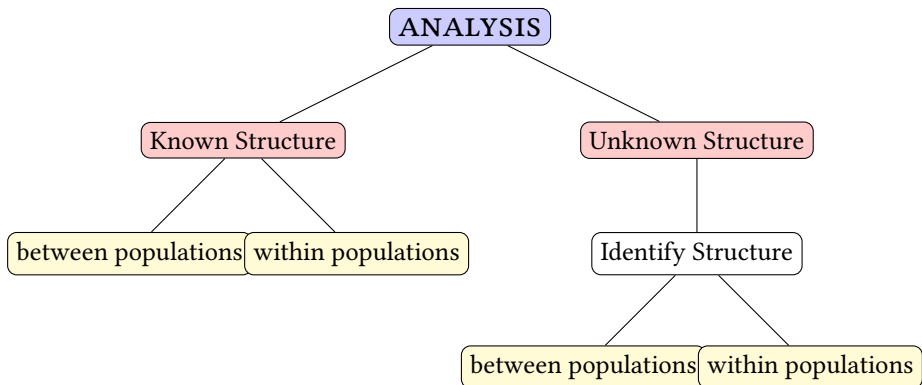 ANALYSIS
Known Structure
Unknown Structure
between populations
within populations
Identify Structure
between populations
within populations